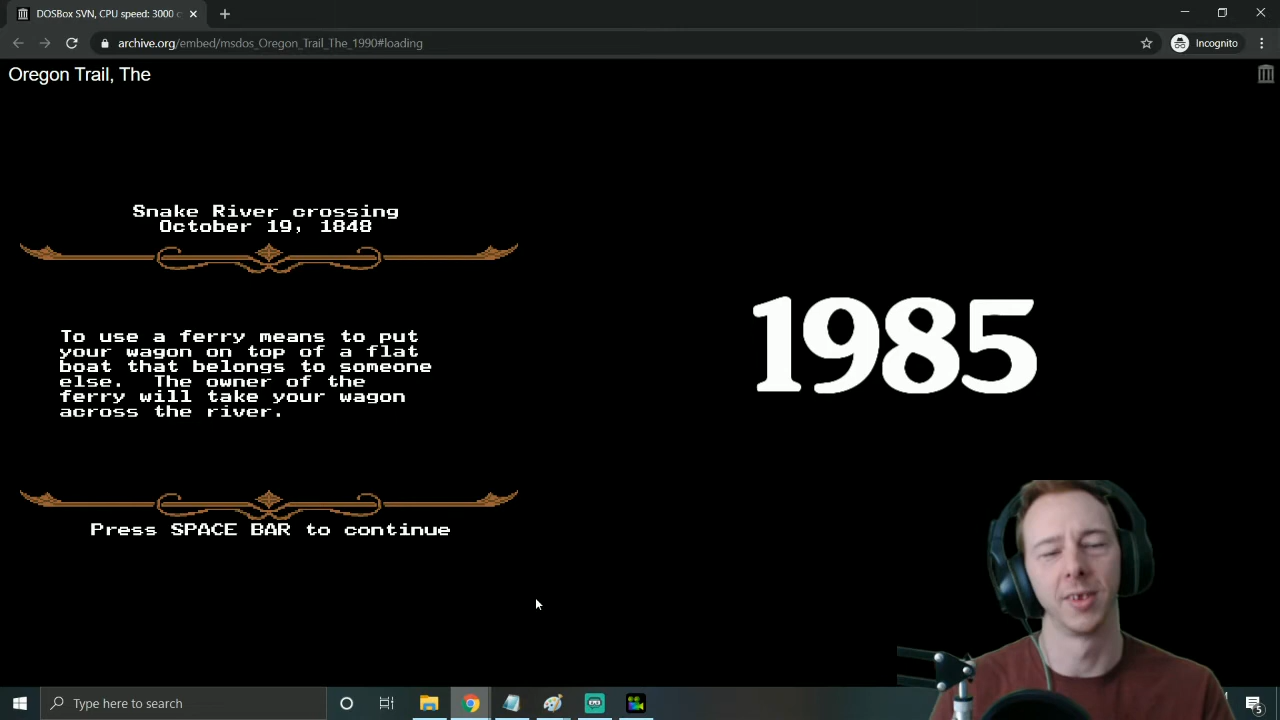 DOSBox SVN, CPU speed: 3000 c
archive.org/embed/msdos_Oregon_Trail_The_1990#loading
Incognito
Oregon Trail, The
Snake River crossing
October 19, 1848
To use a ferry means to put
your wagon on top of a flat
boat that belongs to someone
else.  The owner of the
ferry will take your wagon
across the river.
Press SPACE BAR to continue
1985
Type here to search
5